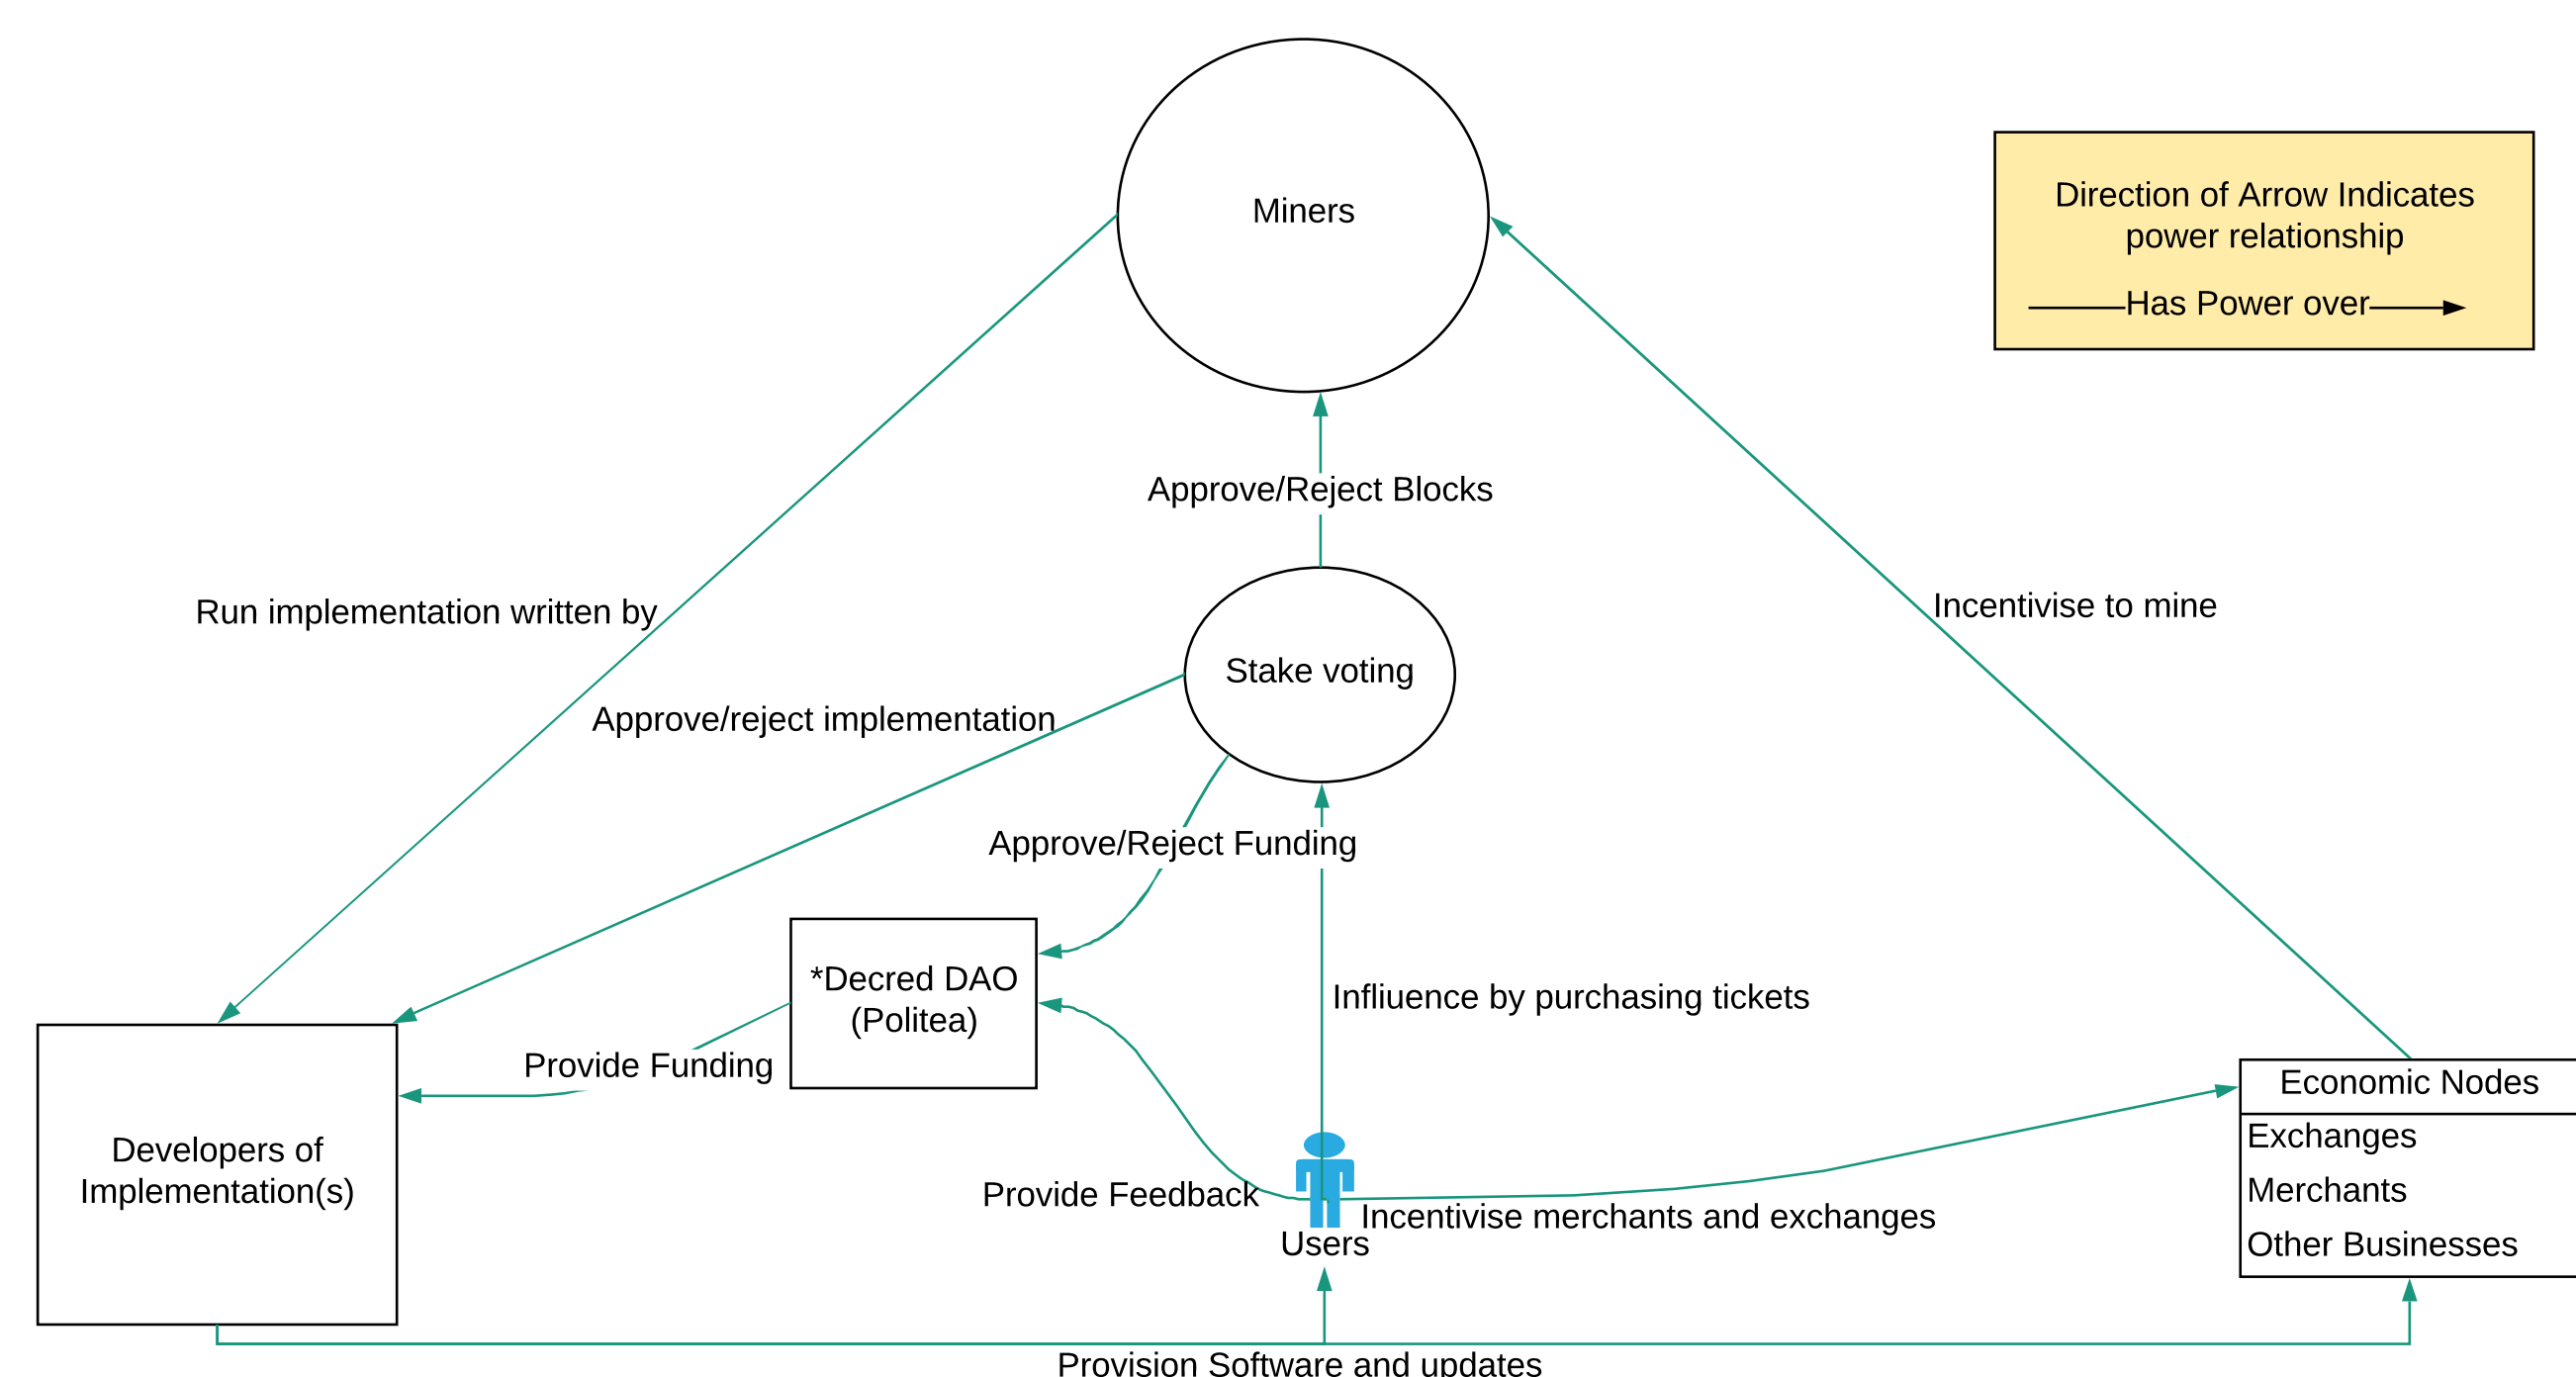 Miners
Direction of Arrow Indicates
power relationship
Has Power over
Approve/Reject Blocks
Run implementation written by
Incentivise to mine
Stake voting
Approve/reject implementation
Approve/Reject Funding
*Decred DAO
(Politea)
Influence by purchasing tickets
Provide Funding
Economic Nodes
Exchanges
Merchants
Other Businesses
Developers of
Implementation(s)
Provide Feedback
Incentivise merchants and exchanges
Users
Provision Software and updates